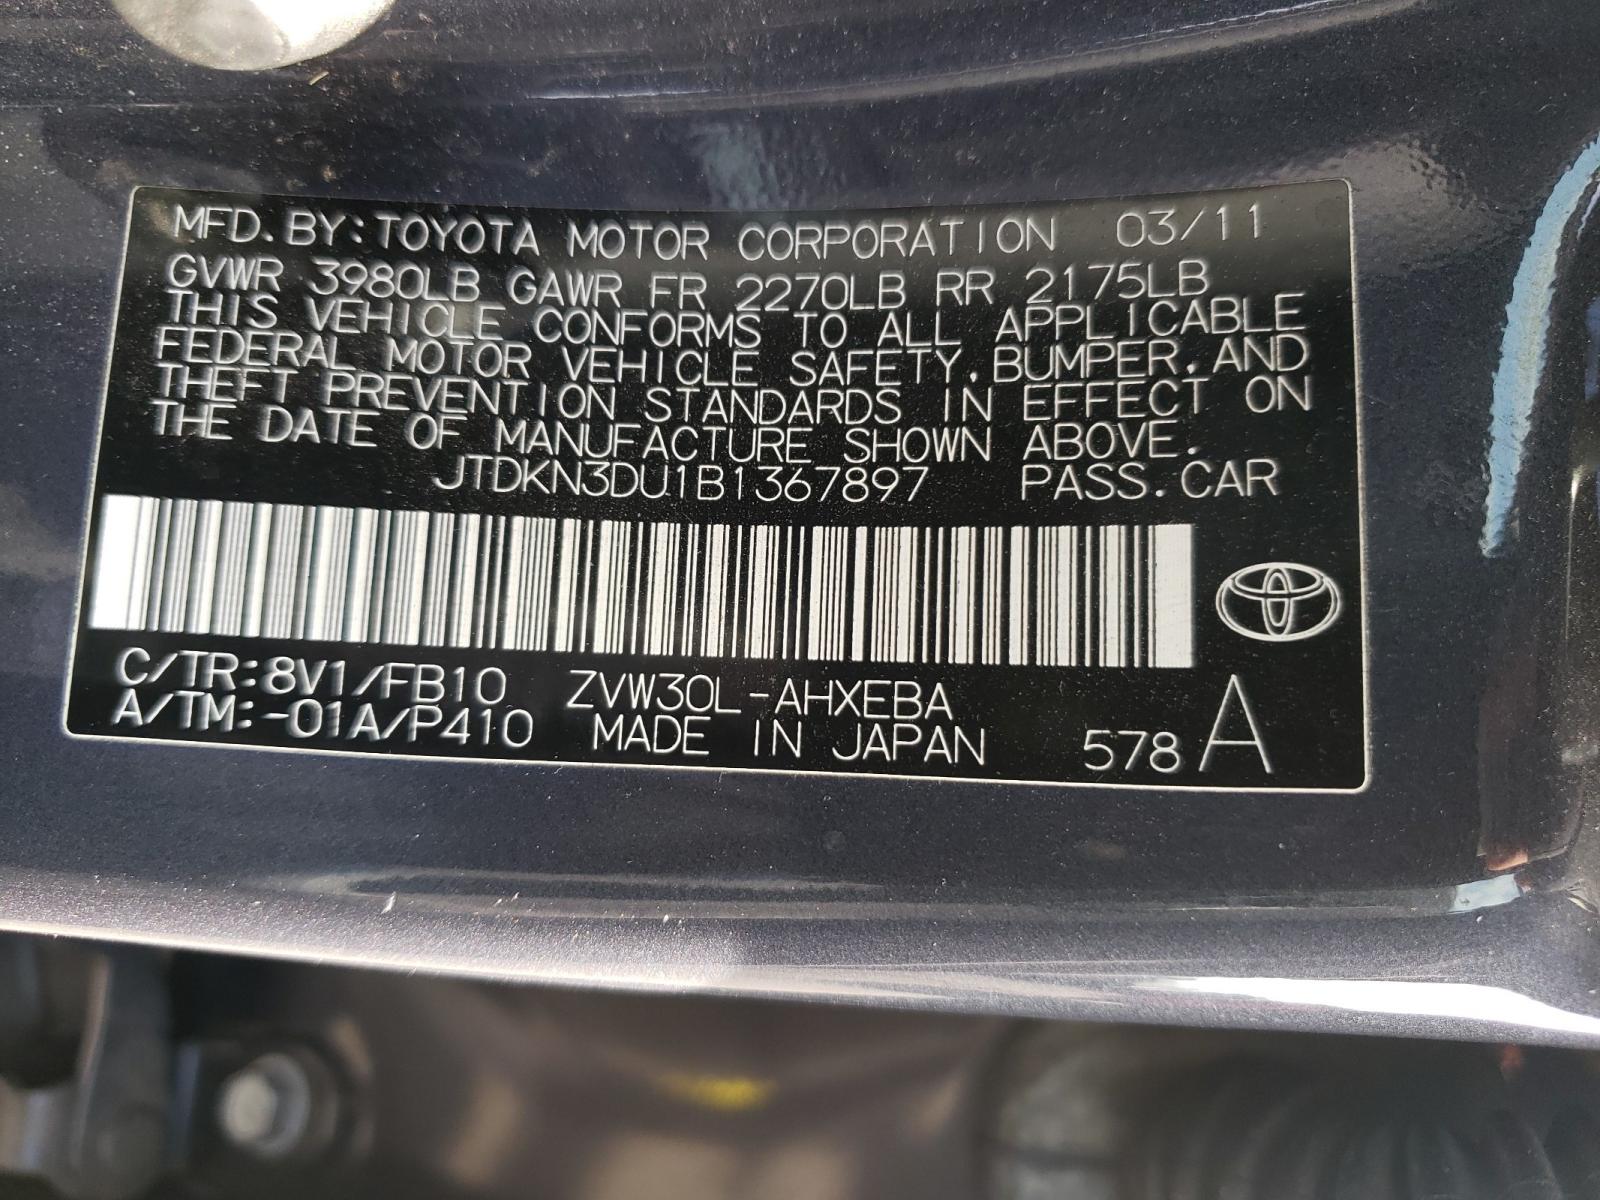 MFD. BY: TOYOTA MOTOR CORPORATION 03/11
GVWR 3980LB GAWR FR 2270LB RR 2175LB
THIS VEHICLE CONFORMS TO ALL APPLICABLE
FEDERAL MOTOR VEHICLE SAFETY, BUMPER, AND
THEFT PREVENTION STANDARDS IN EFFECT ON
THE DATE OF MANUFACTURE SHOWN ABOVE.
JTDKN3DU1B1367897 PASS. CAR
C/TR:8V1/FB10 ZVW30L-AHXEBA
A/TM:-01A/P410 MADE IN JAPAN 578 A